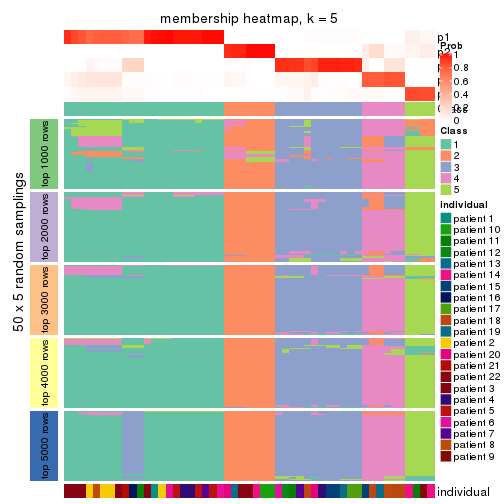 membership heatmap, k = 5
p1
Prob
1
0.8
0.6
0.4
0.2
0
Class
1
2
3
4
5
individual
patient 1
patient 10
patient 11
patient 12
patient 13
patient 14
patient 15
patient 16
patient 17
patient 18
patient 19
patient 2
patient 20
patient 21
patient 22
patient 3
patient 4
patient 5
patient 6
patient 7
patient 8
patient 9
50 x 5 random samplings
top 1000 rows
top 2000 rows
top 3000 rows
top 4000 rows
top 5000 rows
individual